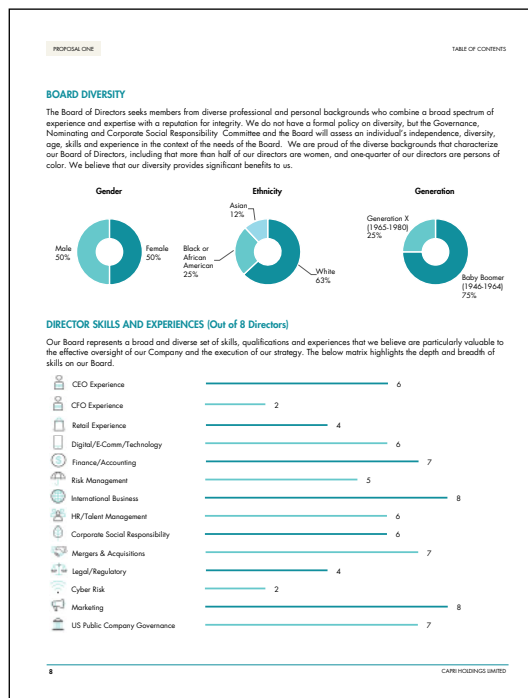 PROPOSAL ONE
TABLE OF CONTENTS
BOARD DIVERSITY
The Board of Directors seeks members from diverse professional and personal backgrounds who combine a broad spectrum of
experience and expertise with a reputation for integrity. We do not have a formal policy on diversity, but the Governance,
Nominating and Corporate Social Responsibility Committee and the Board will assess an individual's independence, diversity,
age, skills and experience in the context of the needs of the Board. We are proud of the diverse backgrounds that characterize
our Board of Directors, including that more than half of our directors are women, and one-quarter of our directors are persons of
color. We believe that our diversity provides significant benefits to us.
Gender
Male
50%
Female
50%
Ethnicity
Asian
12%
Black or
African
American
25%
White
63%
Generation
Generation X
(1965-1980)
25%
Baby Boomer
(1946-1964)
75%
DIRECTOR SKILLS AND EXPERIENCES (Out of 8 Directors)
Our Board represents a broad and diverse set of skills, qualifications and experiences that we believe are particularly valuable to
the effective oversight of our Company and the execution of our strategy. The below matrix highlights the depth and breadth of
skills on our Board.
CEO Experience 6
CFO Experience 2
Retail Experience 4
Digital/E-Comm/Technology 6
Finance/Accounting 7
Risk Management 5
International Business 8
HR/Talent Management 6
Corporate Social Responsibility 6
Mergers & Acquisitions 7
Legal/Regulatory 4
Cyber Risk 2
Marketing 8
US Public Company Governance 7
8
CAPRI HOLDINGS LIMITED